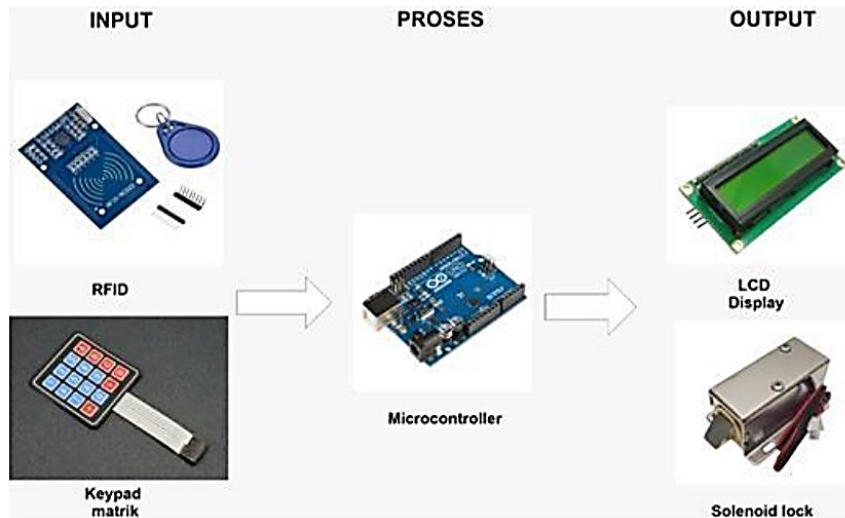 INPUT
PROSES
OUTPUT
RFID
Keypad
matrik
Microcontroller
LCD
Display
Solenoid lock